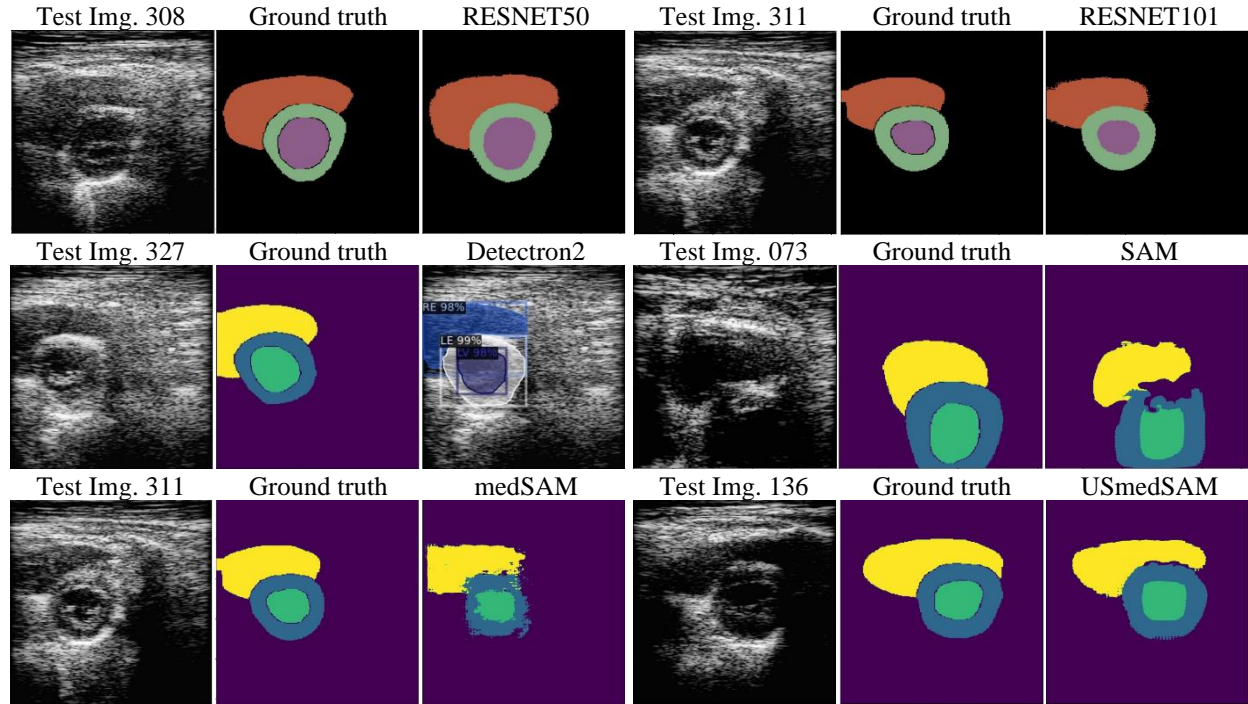 Test Img. 308 Ground truth RESNET50 Test Img. 311 Ground truth RESNET101
Test Img. 327 Ground truth Detectron2 Test Img. 073 Ground truth SAM
RE 98%
LE 99%
LV 98%
Test Img. 311 Ground truth medSAM Test Img. 136 Ground truth USmedSAM